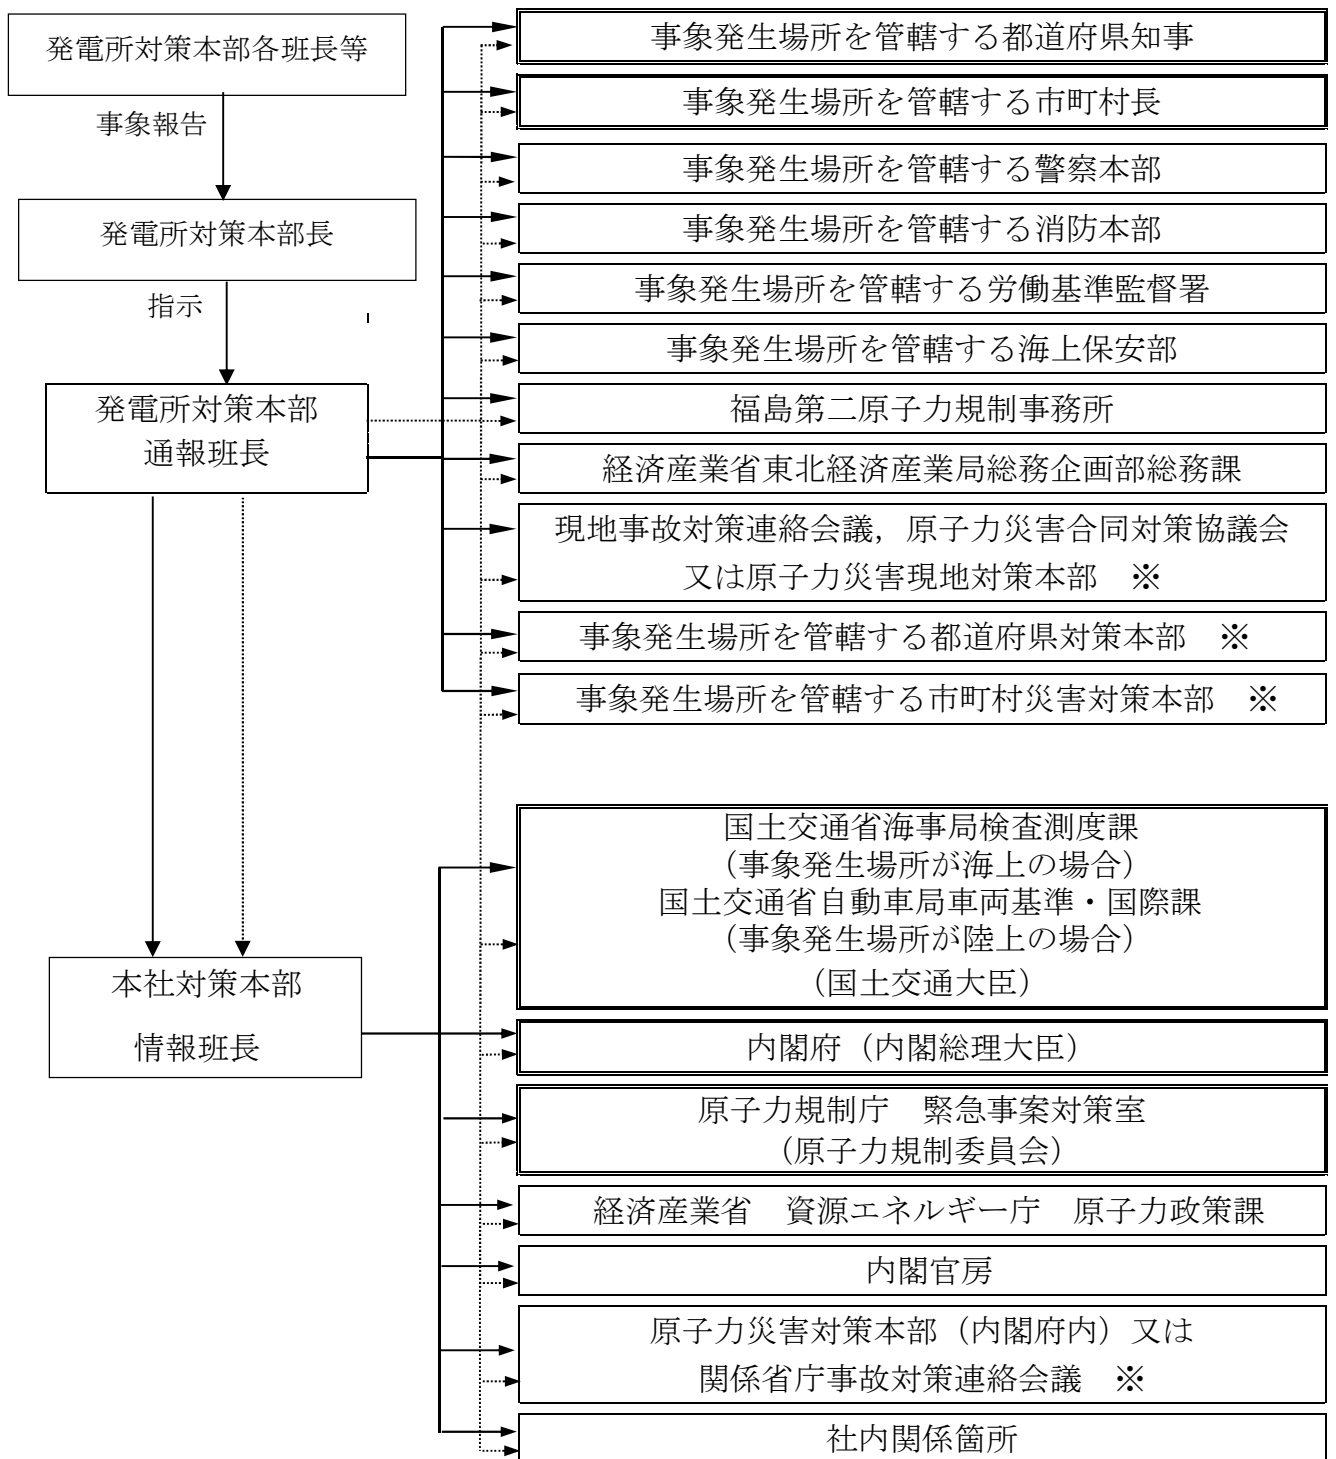 発電所対策本部各班長等
事象報告
発電所対策本部長
指示
発電所対策本部
通報班長
本社対策本部
情報班長
事象発生場所を管轄する都道府県知事
事象発生場所を管轄する市町村長
事象発生場所を管轄する警察本部
事象発生場所を管轄する消防本部
事象発生場所を管轄する労働基準監督署
事象発生場所を管轄する海上保安部
福島第二原子力規制事務所
経済産業省東北経済産業局総務企画部総務課
現地事故対策連絡会議，原子力災害合同対策協議会
又は原子力災害現地対策本部　※
事象発生場所を管轄する都道府県対策本部　※
事象発生場所を管轄する市町村災害対策本部　※
国土交通省海事局検査測度課
（事象発生場所が海上の場合）
国土交通省自動車局車両基準・国際課
（事象発生場所が陸上の場合）
（国土交通大臣）
内閣府（内閣総理大臣）
原子力規制庁　緊急事案対策室
（原子力規制委員会）
経済産業省　資源エネルギー庁　原子力政策課
内閣官房
原子力災害対策本部（内閣府内）又は
関係省庁事故対策連絡会議　※
社内関係箇所